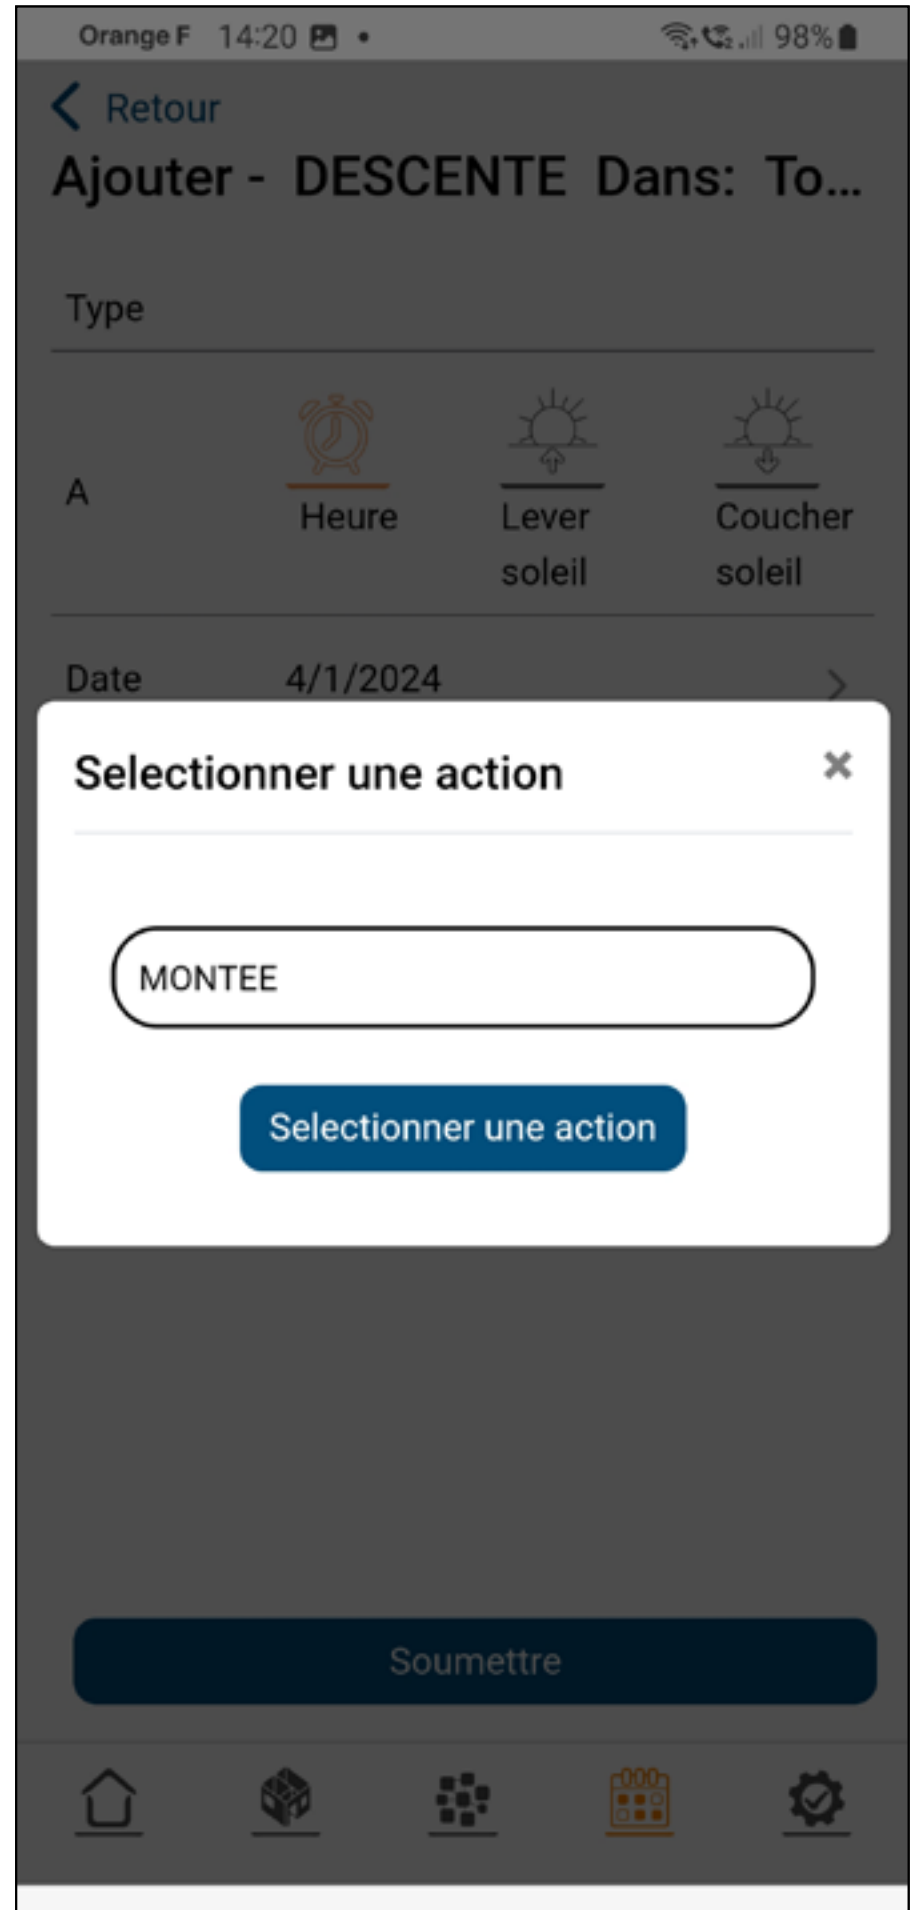 Orange F 14:20 98%
Retour
Ajouter - DESCENTE Dans: To...
Type
A
Heure
Lever
soleil
Coucher
soleil
Date 4/1/2024
Selectionner une action
MONTEE
Selectionner une action
Soumettre